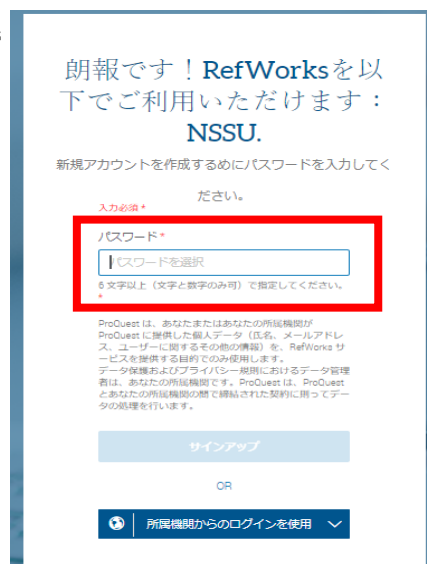 s
朗報です！RefWorksを以
下でご利用いただけます：
NSSU.
新規アカウントを作成するめにパスワードを入力してく
ださい。
入力必須 *
パスワード *
パスワードを選択
6 文字以上（文字と数字のみ可）で指定してください。
*
ProQuest は、あなたまたはあなたの所属機関が
ProQuest に提供した個人データ（氏名、メールアドレ
ス、ユーザーに関するその他の情報）を、RefWorks サ
ービスを提供する目的でのみ使用します。
データ保護およびプライバシー規則におけるデータ管理
者は、あなたの所属機関です。ProQuest は、ProQuest
とあなたの所属機関の間で締結された契約に則ってデー
タの処理を行います。
サインアップ
OR
所属機関からのログインを使用